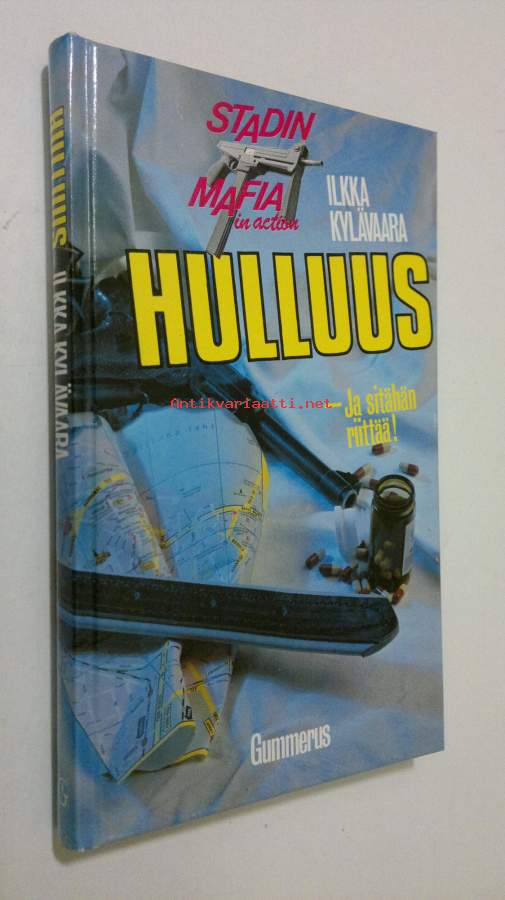 STADIN
MAFIA
in action
ILKKA
KYLÄVAARA
HULLUUS
– Ja sitähän
riittää!
Antikvariaatti.net
Gummerus
HULLUUS ILKKA KYLÄVAARA
G